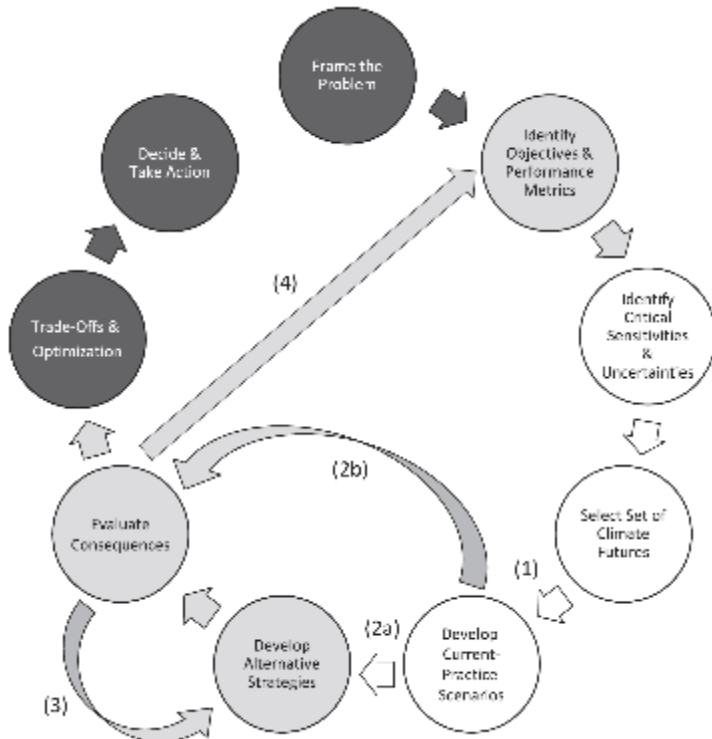 Frame the
Problem
Identify
Objectives &
Performance
Metrics
Identify
Critical
Sensitivities
&
Uncertainties
Select Set of
Climate
Futures
(1)
Develop
Current-
Practice
Scenarios
(2a)
(2b)
Develop
Alternative
Strategies
(3)
Evaluate
Consequences
(4)
Trade-Offs &
Optimization
Decide &
Take Action